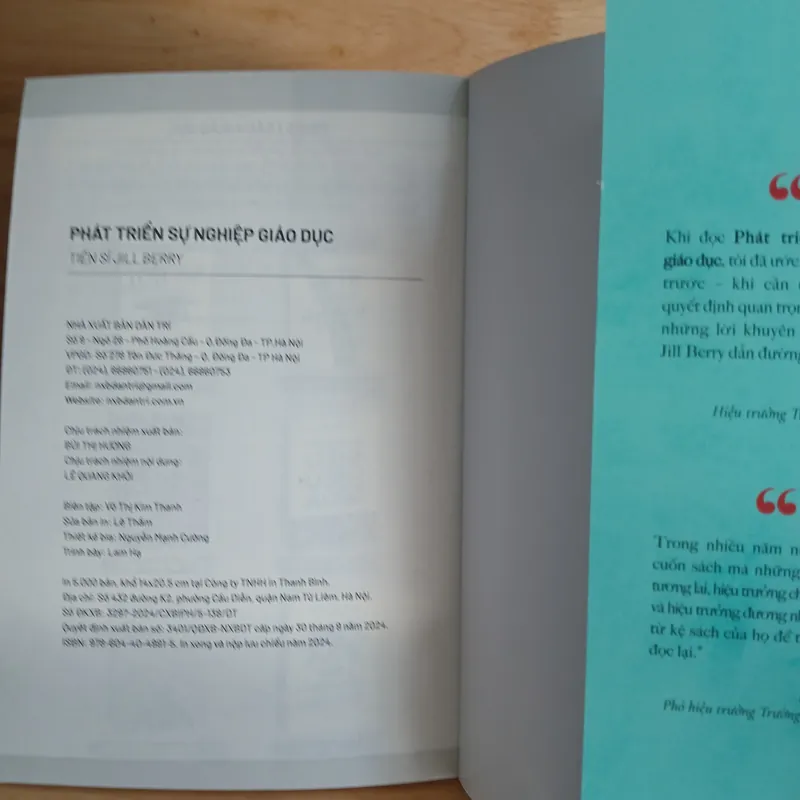 PHÁT TRIỂN SỰ NGHIỆP GIÁO DỤC
TIẾN SĨ JILL BERRY
NHÀ XUẤT BẢN DÂN TRÍ
Số 9 - Ngõ 26 - Phố Hoàng Cầu - Q. Đống Đa - TP. Hà Nội
VPGD: Số 278 Tôn Đức Thắng - Q. Đống Đa - TP Hà Nội
ĐT: (024). 66860751 - (024). 66860753
Email: nxbdantri@gmail.com
Website: nxbdantri.com.vn
Chịu trách nhiệm xuất bản:
BÙI THỊ HƯƠNG
Chịu trách nhiệm nội dung:
LÊ QUANG KHÔI
Biên tập: Võ Thị Kim Thanh
Sửa bản in: Lê Thắm
Thiết kế bìa: Nguyễn Mạnh Cường
Trình bày: Lam Hạ
In 5.000 bản, khổ 14x20.5 cm tại Công ty TNHH In Thanh Bình.
Địa chỉ: Số 432 đường K2, phường Cầu Diễn, quận Nam Từ Liêm, Hà Nội.
Số ĐKXB: 3287-2024/CXBIPH/5-138/DT
Quyết định xuất bản số: 3401/QĐXB-NXBDT cấp ngày 30 tháng 9 năm 2024.
ISBN: 978-604-40-4891-5. In xong và nộp lưu chiểu năm 2024.
“
Khi đọc Phát tri
giáo dục, tôi đã ước
trước – khi cần
quyết định quan trọn
những lời khuyên
Jill Berry dẫn đường
Hiệu trưởng T
“
Trong nhiều năm n
cuốn sách mà những
tương lai, hiệu trưởng ch
và hiệu trưởng đương nh
từ kệ sách của họ để t
đọc lại."
Phó hiệu trưởng Trường